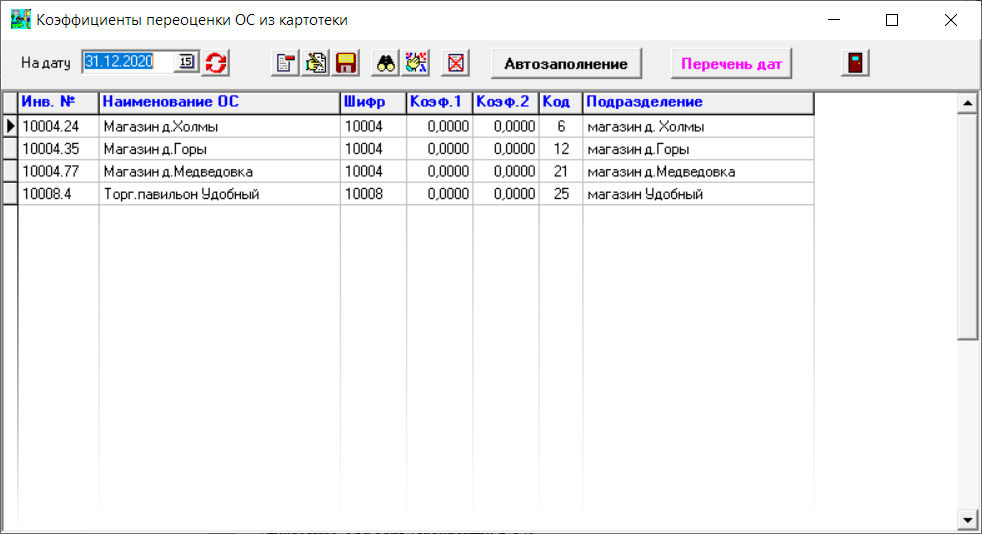 Коэффициенты переоценки ОС из картотеки
На дату 31.12.2020 15 Автозаполнение Перечень дат
Инв. № Наименование ОС Шифр Коэф.1 Коэф.2 Код Подразделение
10004.24 Магазин д.Холмы 10004 0,0000 0,0000 6 магазин д. Холмы
10004.35 Магазин д.Горы 10004 0,0000 0,0000 12 магазин д.Горы
10004.77 Магазин д.Медведовка 10004 0,0000 0,0000 21 магазин д.Медведовка
10008.4 Торг.павильон Удобный 10008 0,0000 0,0000 25 магазин Удобный